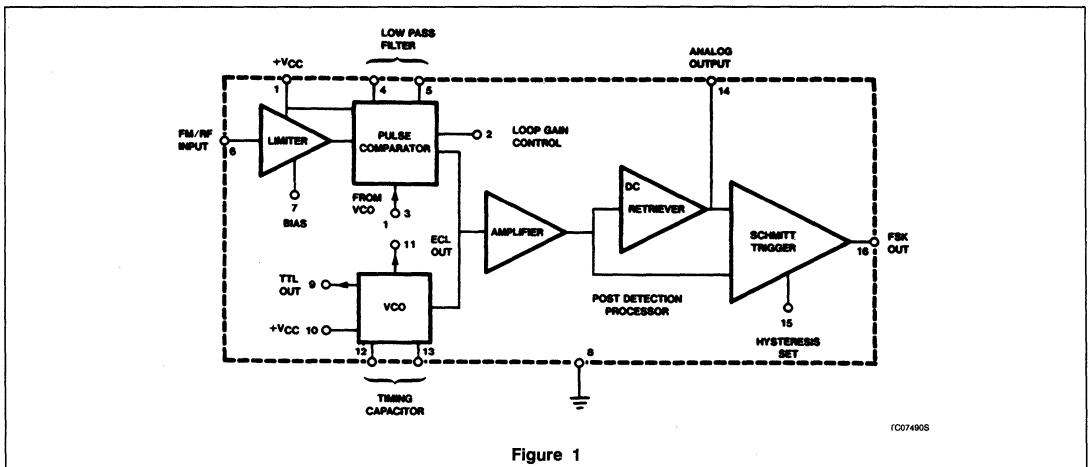 LOW PASS
FILTER
+VCC
1
4
5
ANALOG
OUTPUT
14
FM/RF
INPUT
6
LIMITER
PULSE
COMPARATOR
2
LOOP GAIN
CONTROL
7
BIAS
FROM
VCO
3
1
11
ECL
OUT
AMPLIFIER
DC
RETRIEVER
SCHMITT
TRIGGER
16
FSK
OUT
TTL
OUT
9
VCO
+VCC 10
12
13
POST DETECTION
PROCESSOR
15
HYSTERESIS
SET
8
TIMING
CAPACITOR
TC07490S
Figure 1